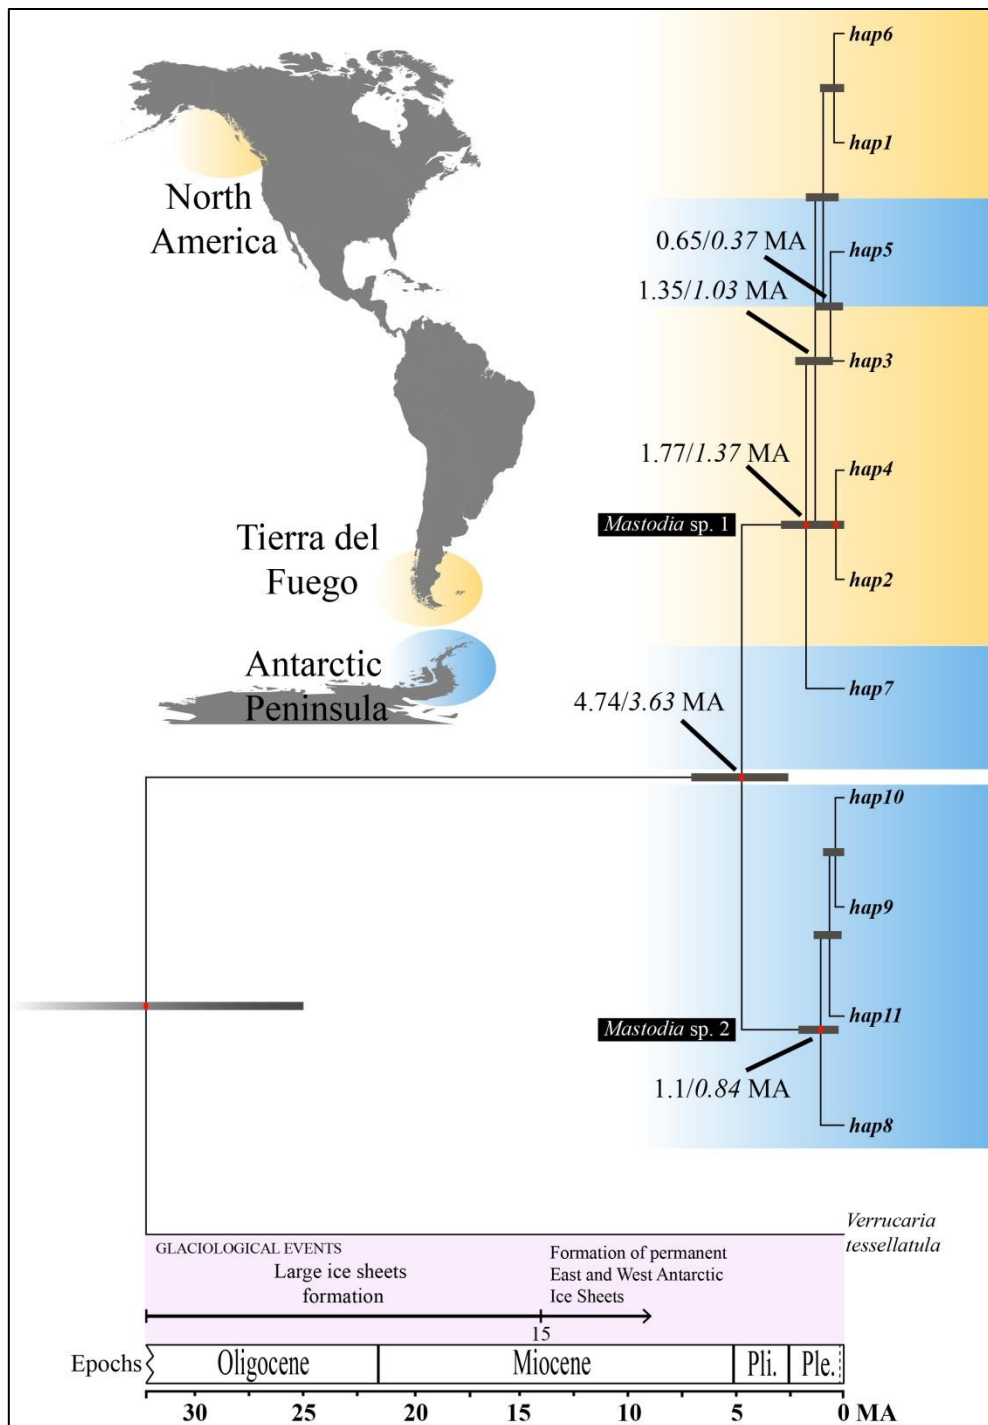 hap6
hap1
North
America
0.65/0.37 MA
hap5
1.35/1.03 MA
hap3
1.77/1.37 MA
hap4
Mastodia sp. 1
Tierra del
Fuego
hap2
Antarctic
Peninsula
hap7
4.74/3.63 MA
hap10
hap9
hap11
Mastodia sp. 2
1.1/0.84 MA
hap8
Verrucaria
tessellatula
GLACIOLOGICAL EVENTS
Large ice sheets
formation
Formation of permanent
East and West Antarctic
Ice Sheets
15
Epochs Oligocene Miocene Pli. Ple.
30 25 20 15 10 5 0 MA